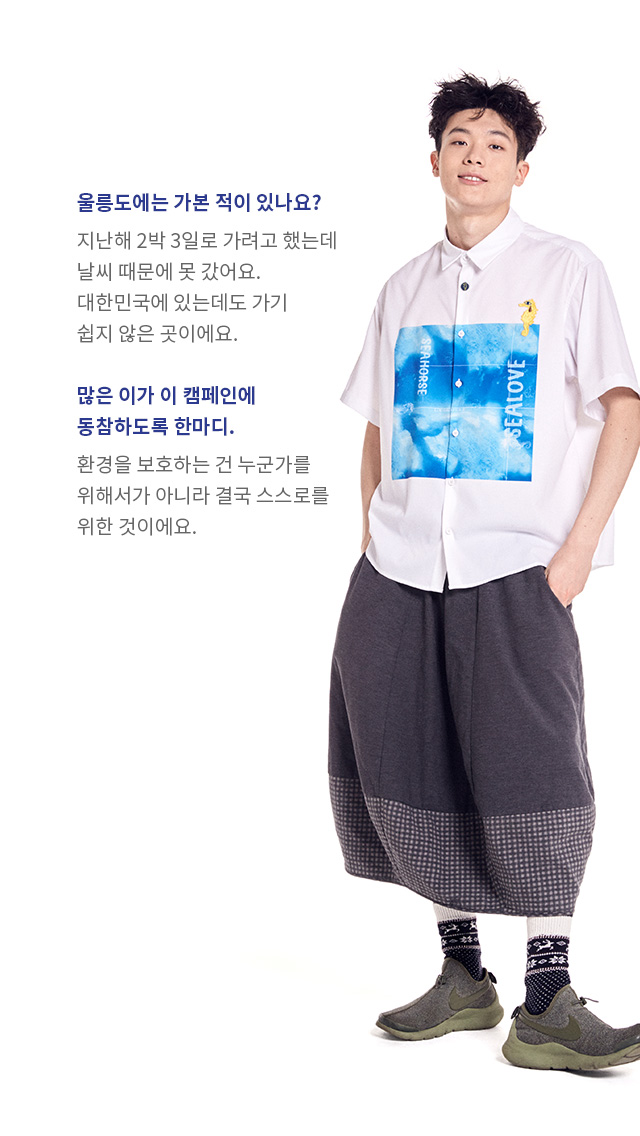 울릉도에는 가본 적이 있나요?
지난해 2박 3일로 가려고 했는데
날씨 때문에 못 갔어요.
대한민국에 있는데도 가기
쉽지 않은 곳이에요.
많은 이가 이 캠페인에
동참하도록 한마디.
환경을 보호하는 건 누군가를
위해서가 아니라 결국 스스로를
위한 것이에요.
SEAHORSE
SEALOVE